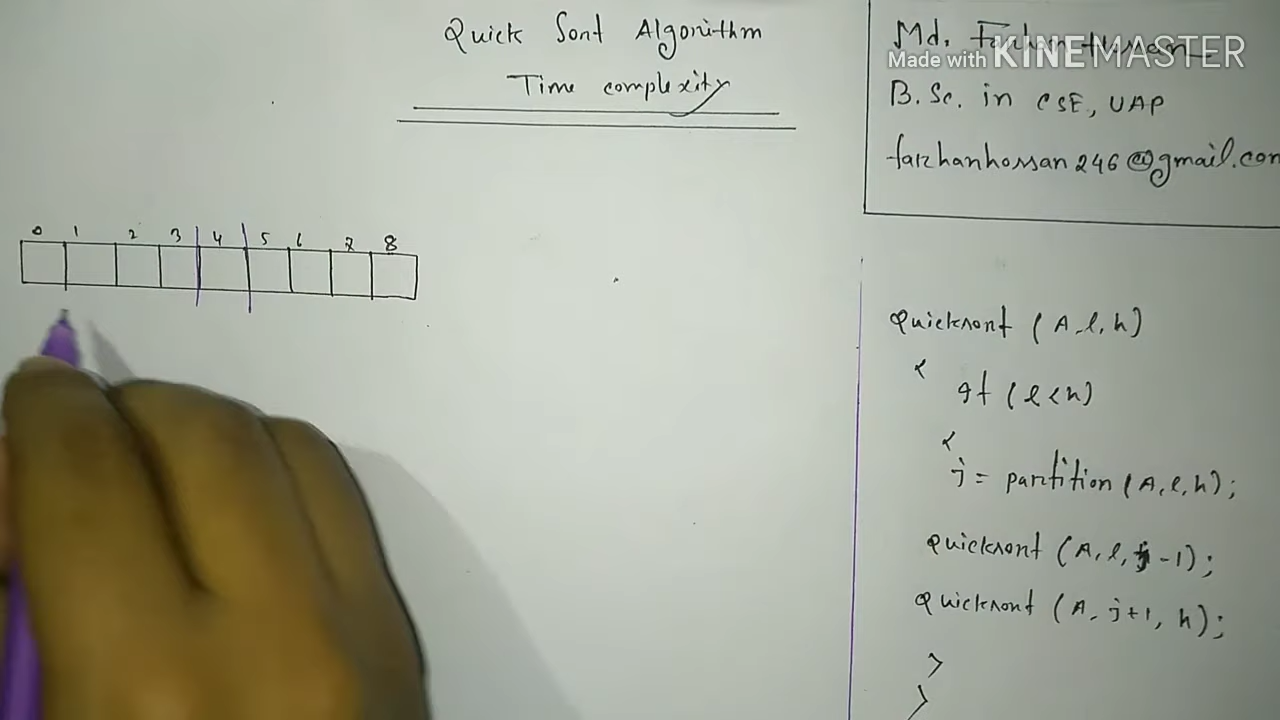 Quick Sort Algorithm
Time complexity
Md.
Made with KINEMASTER
B.Sc. in CSE, UAP
farhanhossan246@gmail.com
0 1 2 3 4 5 6 7 8
Quicksort (A, l, h)
{
if (l < h)
{
j = partition (A, l, h);
Quicksort (A, l, j-1);
Quicksort (A, j+1, h);
}
}